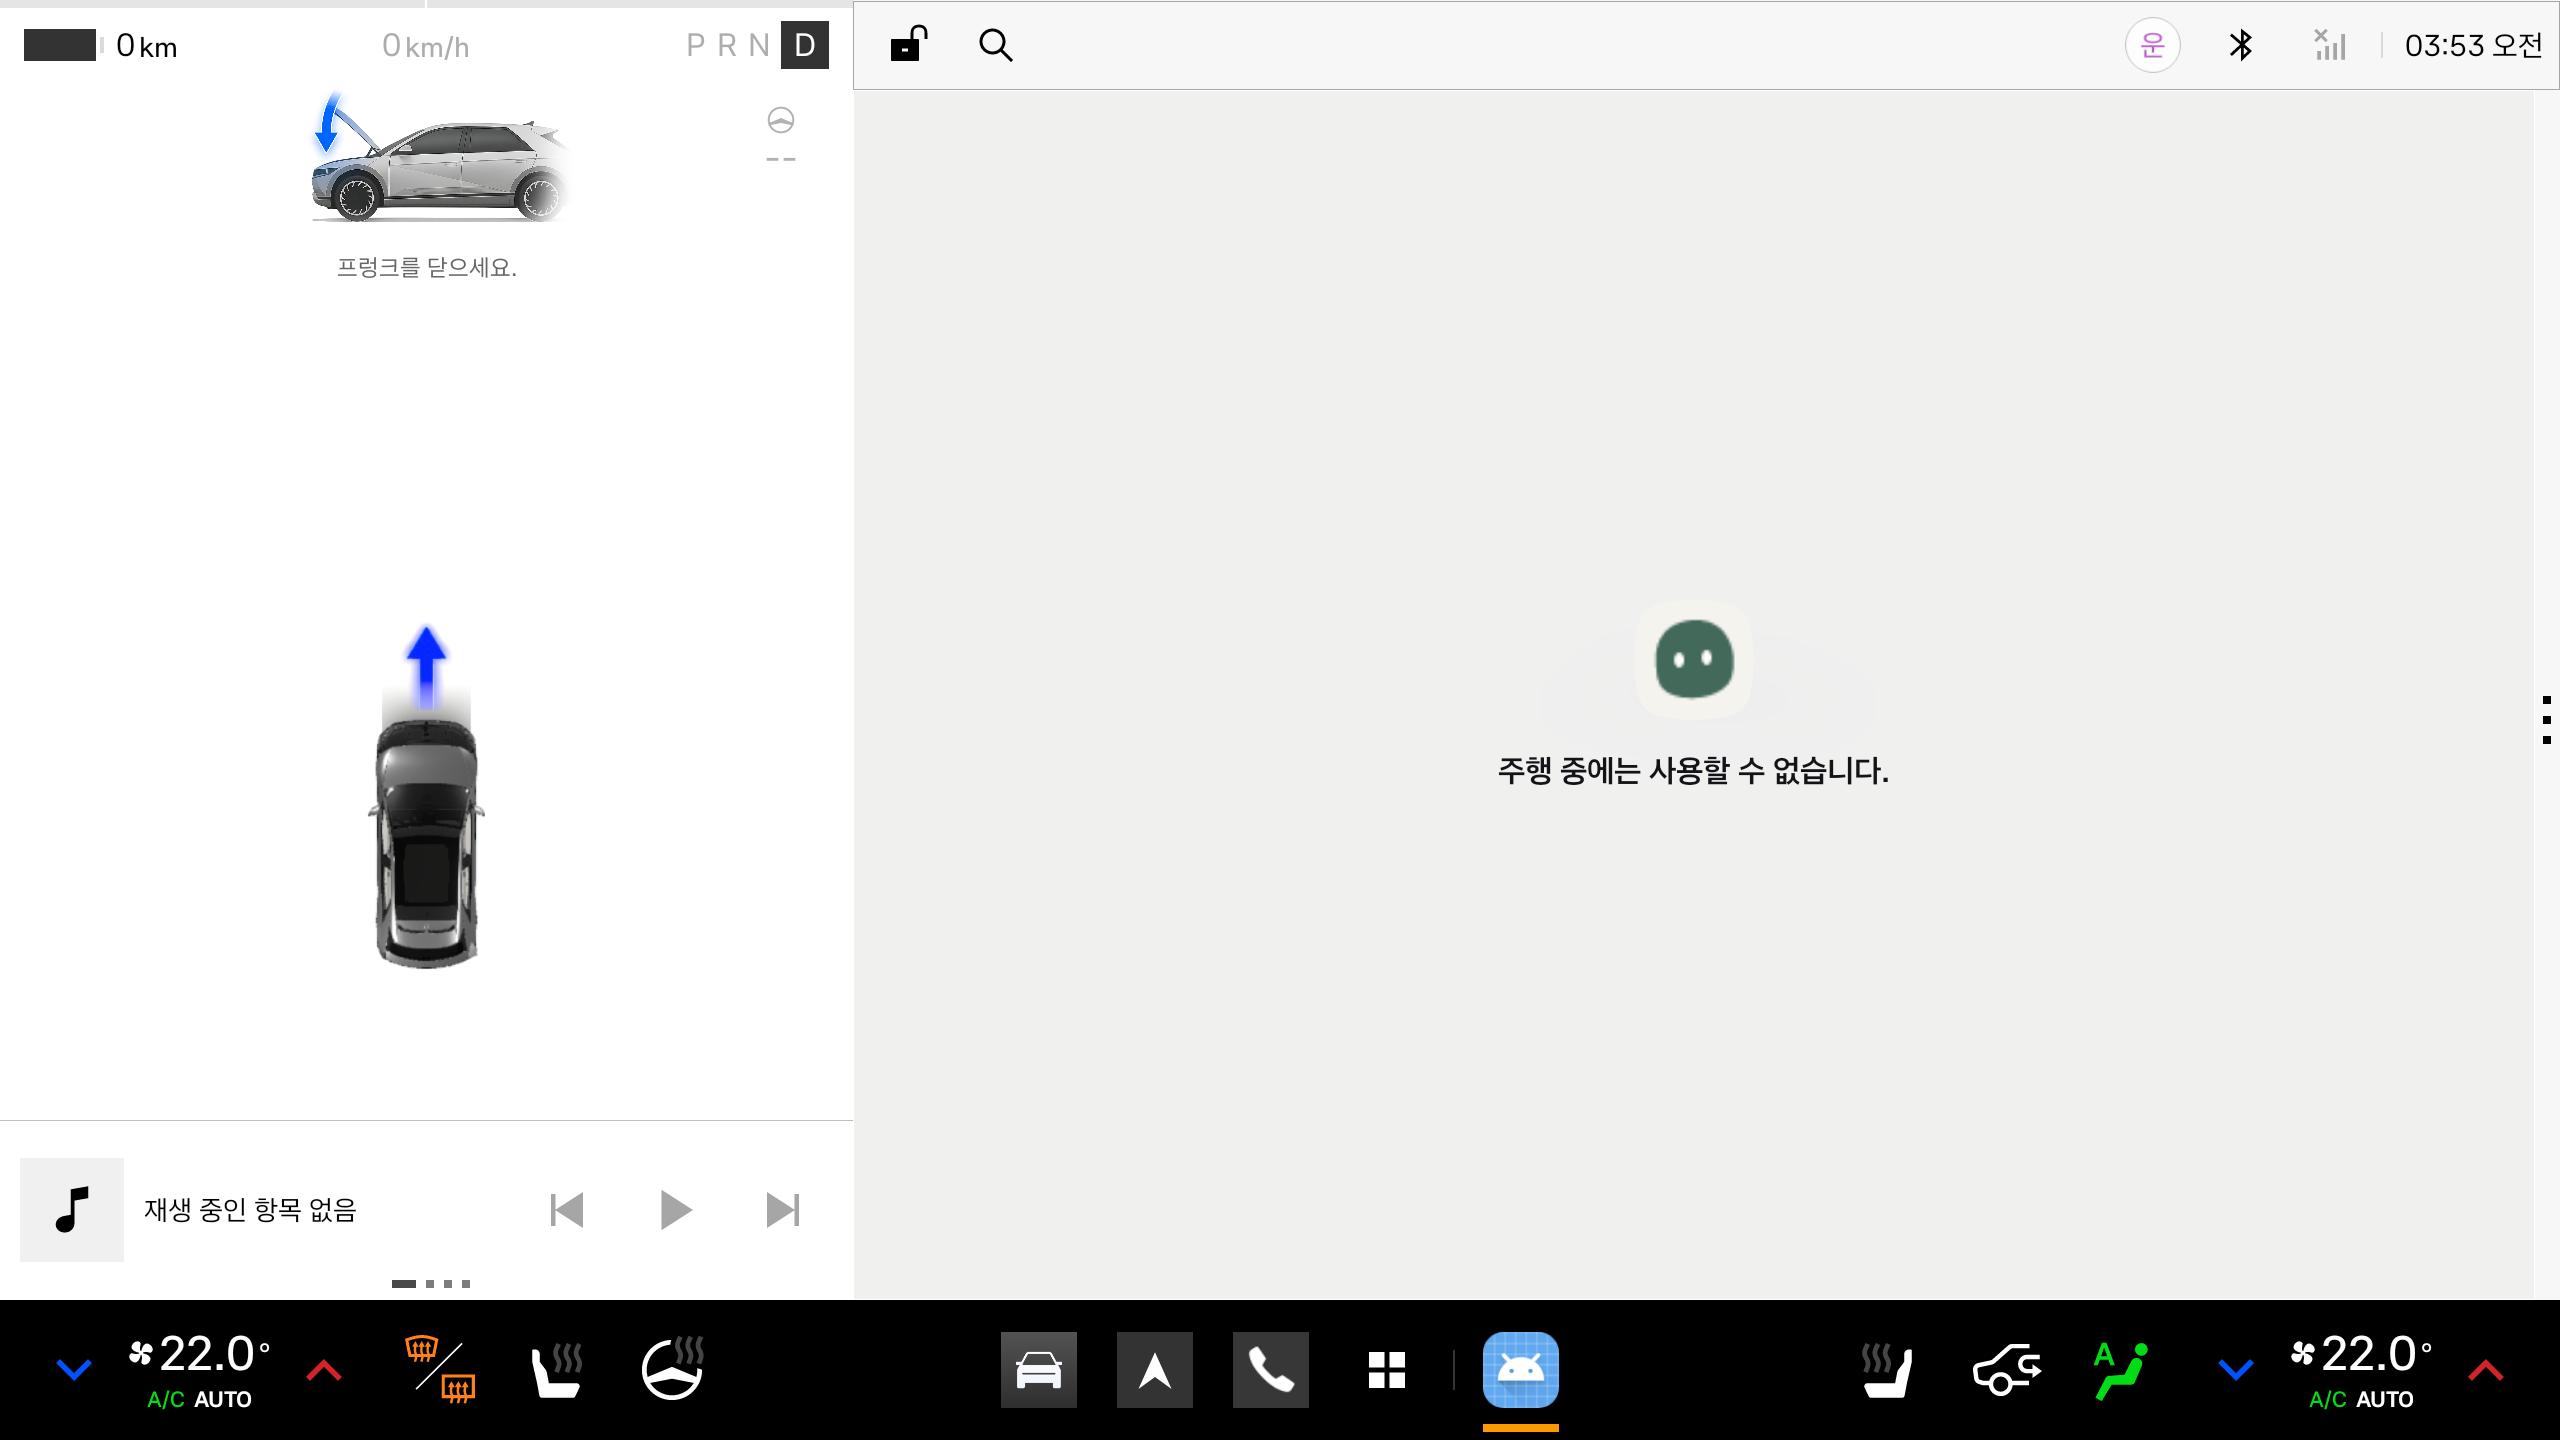 0 km
0 km/h
P R N D
운
03:53 오전
프렁크를 닫으세요.
주행 중에는 사용할 수 없습니다.
재생 중인 항목 없음
22.0°
A/C AUTO
A
22.0°
A/C AUTO